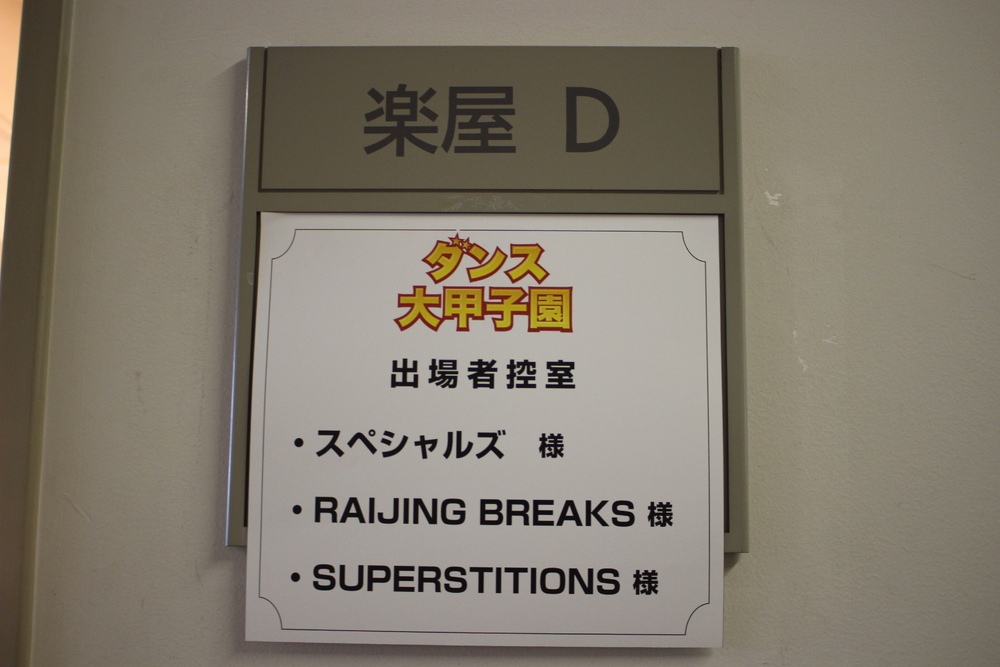 楽屋 D
ダンス
大甲子園
出場者控室
・スペシャルズ 様
・RAIJING BREAKS 様
・SUPERSTITIONS 様